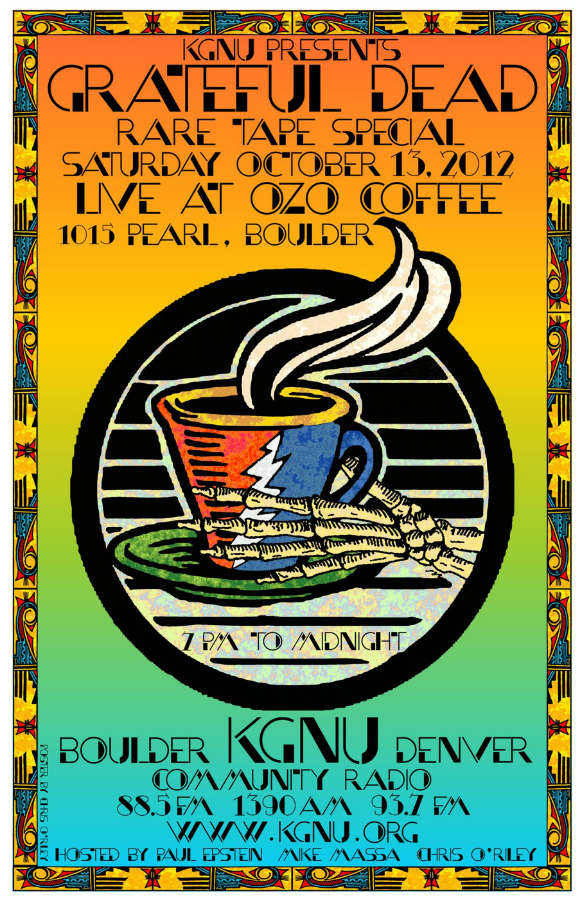 KGNU PRESENTS
GRATEFUL DEAD
RARE TAPE SPECIAL
SATURDAY OCTOBER 13, 2012
LIVE AT OZO COFFEE
1015 PEARL, BOULDER
7 PM TO MIDNIGHT
BOULDER KGNU DENVER
COMMUNITY RADIO
88.5 FM 1390 AM 93.7 FM
WWW.KGNU.ORG
HOSTED BY PAUL EPSTEIN MIKE MASSA CHRIS O'RILEY
POSTER BY CHRIS O'RILEY